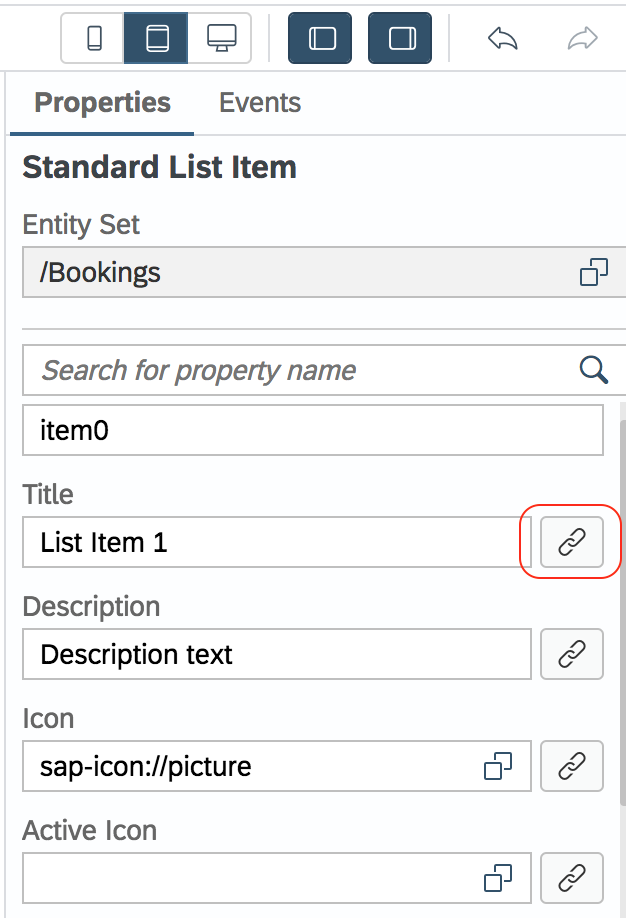 Properties Events
Standard List Item
Entity Set
/Bookings
Search for property name
item0
Title
List Item 1
Description
Description text
Icon
sap-icon://picture
Active Icon